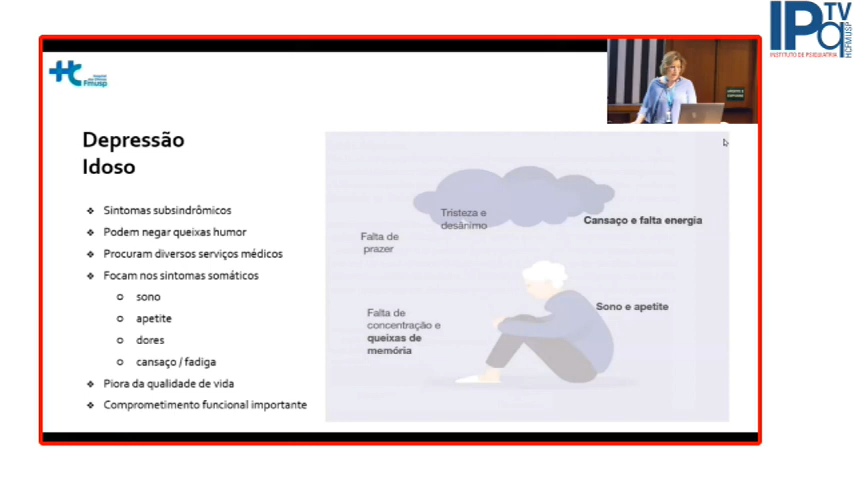 IPq
TV
HCFMUSP
INSTITUTO DE PSIQUIATRIA
Fmusp
Depressão
Idoso
❖ Sintomas subsindrômicos
❖ Podem negar queixas humor
❖ Procuram diversos serviços médicos
❖ Focam nos sintomas somáticos
o sono
o apetite
o dores
o cansaço / fadiga
❖ Piora da qualidade de vida
❖ Comprometimento funcional importante
Tristeza e
desânimo
Cansaço e falta energia
Falta de
prazer
Sono e apetite
Falta de
concentração e
queixas de
memória